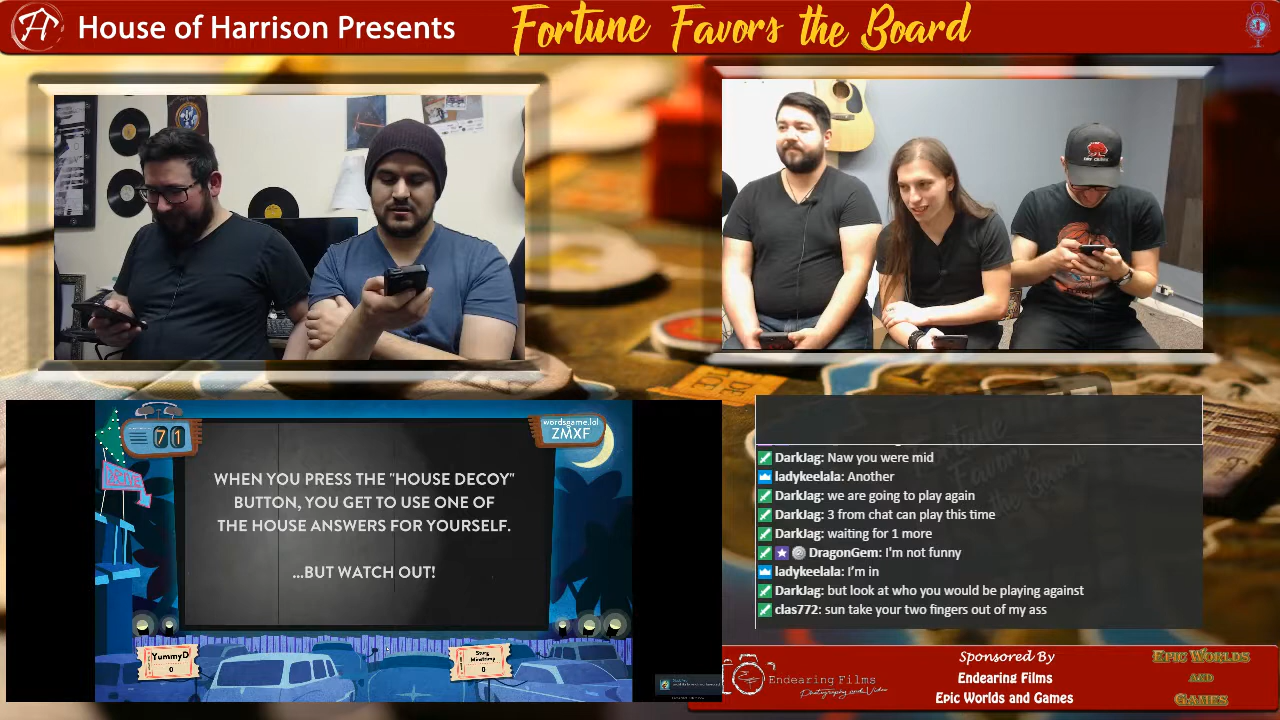 House of Harrison Presents
Fortune Favors the Board
71
wordsgame.lol
ZMXF
DRIVE
WHEN YOU PRESS THE "HOUSE DECOY"
BUTTON, YOU GET TO USE ONE OF
THE HOUSE ANSWERS FOR YOURSELF.
...BUT WATCH OUT!
YummyD
0
0
DarkJag: Naw you were mid
ladykeelala: Another
DarkJag: we are going to play again
DarkJag: 3 from chat can play this time
DarkJag: waiting for 1 more
DragonGem: I'm not funny
ladykeelala: I'm in
DarkJag: but look at who you would be playing against
clas772: sun take your two fingers out of my ass
Endearing Films
Photography and Video
Sponsored By
Endearing Films
Epic Worlds and Games
Epic Worlds
and
Games